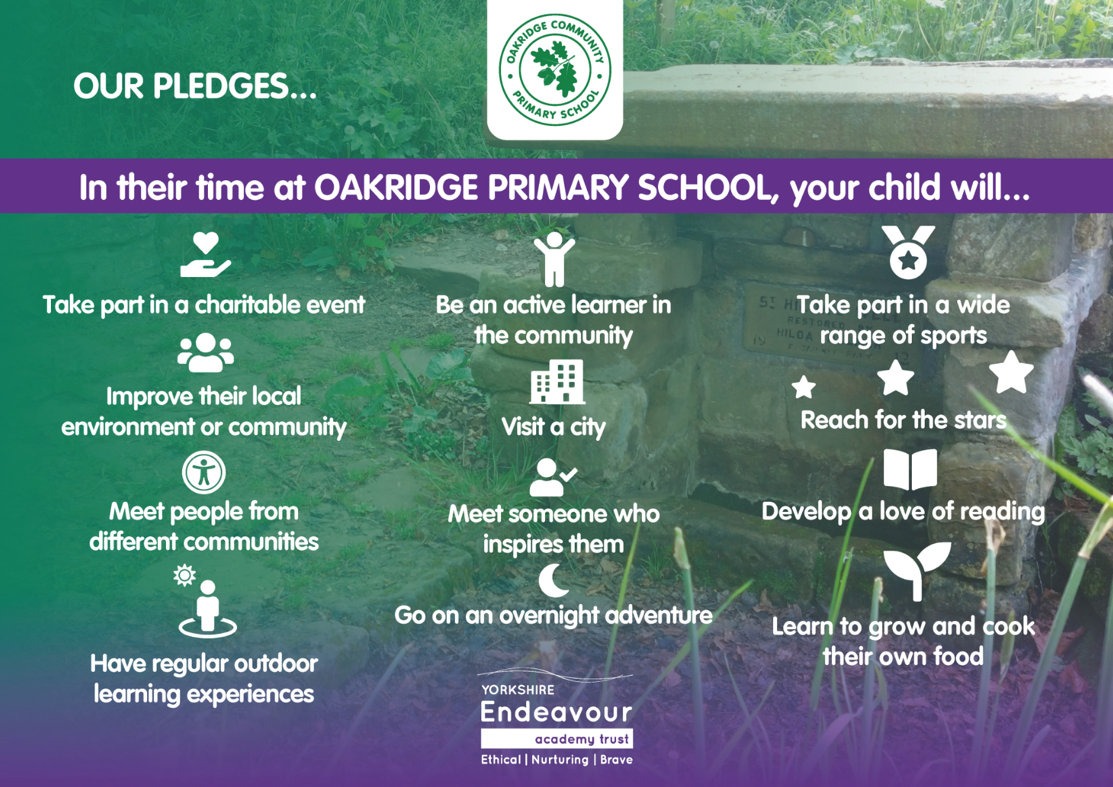 OUR PLEDGES...
OAKRIDGE COMMUNITY
PRIMARY SCHOOL
In their time at OAKRIDGE PRIMARY SCHOOL, your child will...
Take part in a charitable event
Improve their local
environment or community
Meet people from
different communities
Have regular outdoor
learning experiences
Be an active learner in
the community
Visit a city
Meet someone who
inspires them
Go on an overnight adventure
Take part in a wide
range of sports
Reach for the stars
Develop a love of reading
Learn to grow and cook
their own food
YORKSHIRE
Endeavour
academy trust
Ethical | Nurturing | Brave